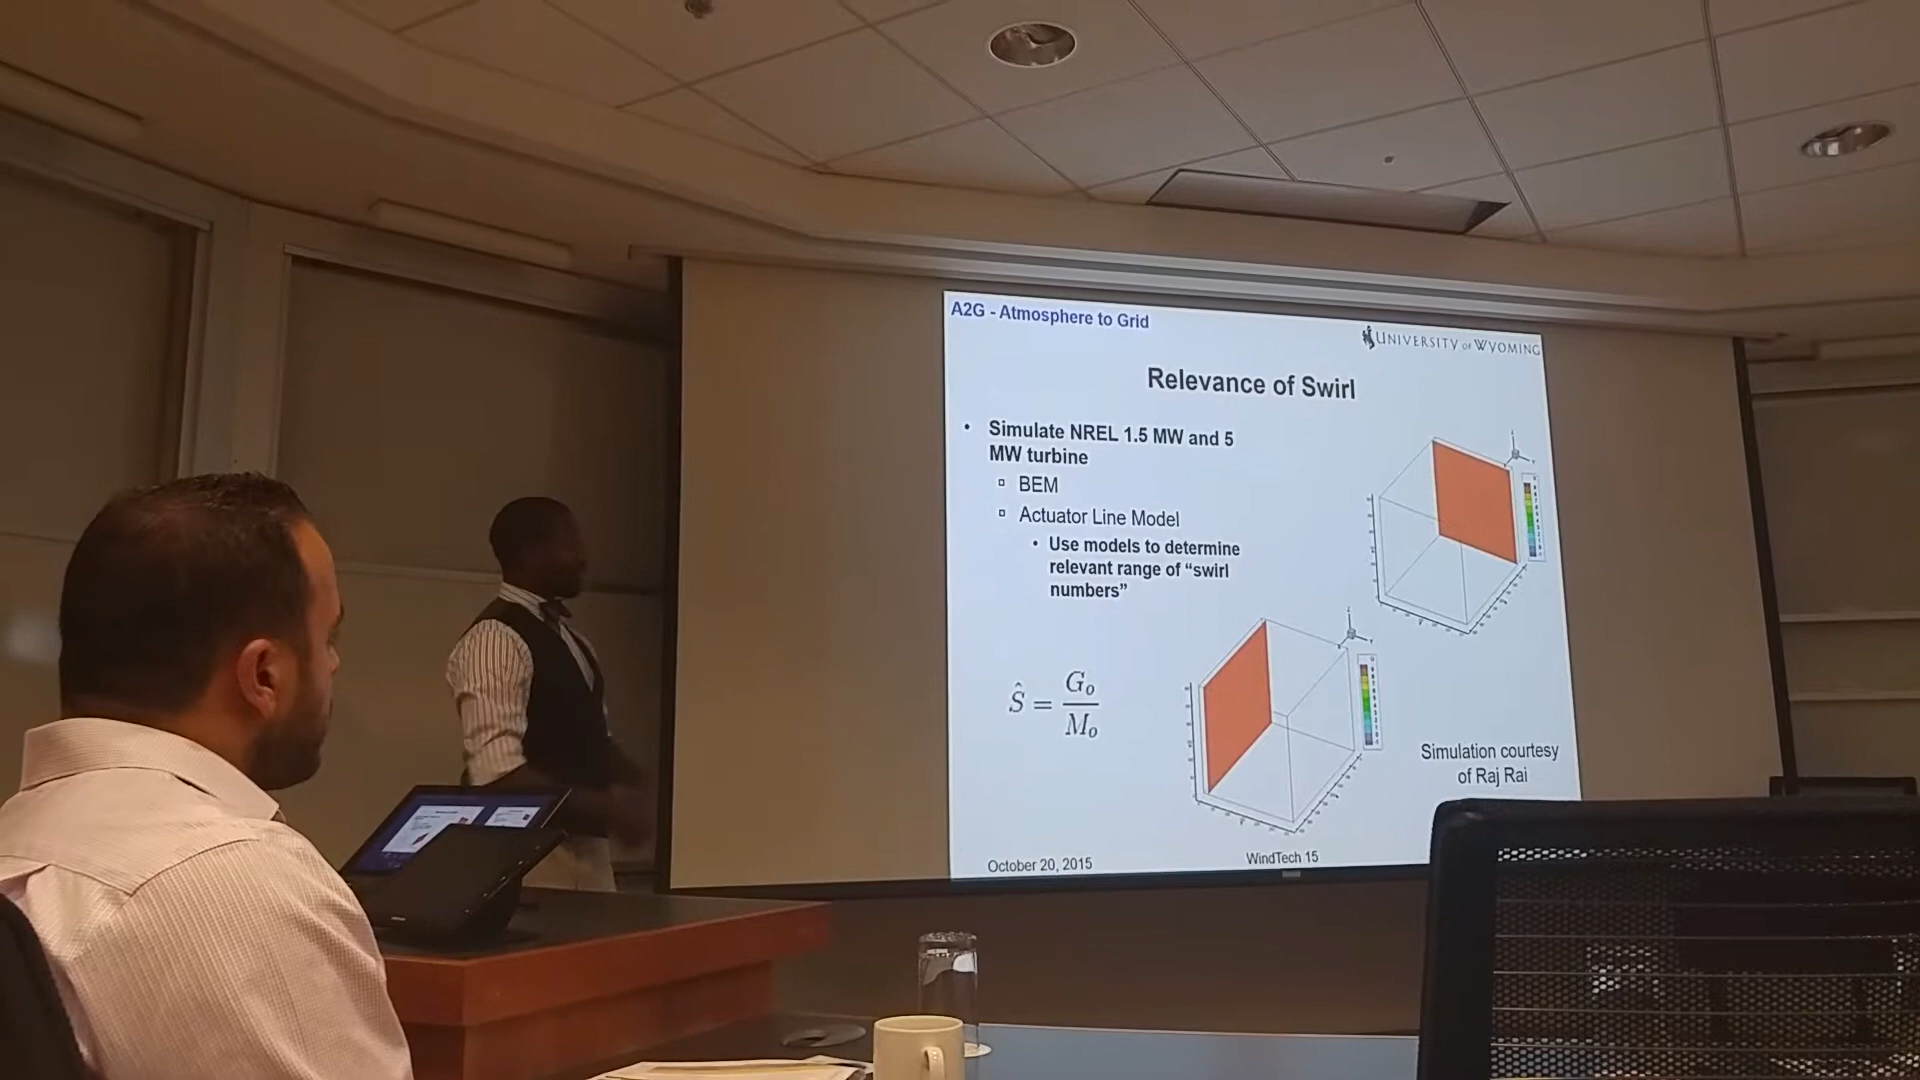 A2G - Atmosphere to Grid
UNIVERSITY OF WYOMING
Relevance of Swirl
• Simulate NREL 1.5 MW and 5
MW turbine
▫ BEM
▫ Actuator Line Model
• Use models to determine
relevant range of “swirl
numbers”
Ŝ = G₀ / M₀
Simulation courtesy
of Raj Rai
October 20, 2015
WindTech 15